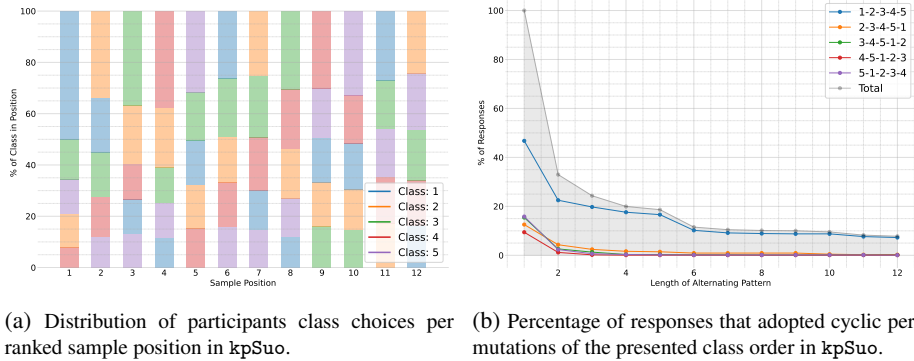 100
80
60
40
20
0
% of Class in Position
1 2 3 4 5 6 7 8 9 10 11 12
Sample Position
Class: 1
Class: 2
Class: 3
Class: 4
Class: 5
100
80
60
40
20
0
% of Responses
2 4 6 8 10 12
Length of Alternating Pattern
1-2-3-4-5
2-3-4-5-1
3-4-5-1-2
4-5-1-2-3
5-1-2-3-4
Total
(a) Distribution of participants class choices per
ranked sample position in kpSuo.
(b) Percentage of responses that adopted cyclic per
mutations of the presented class order in kpSuo.